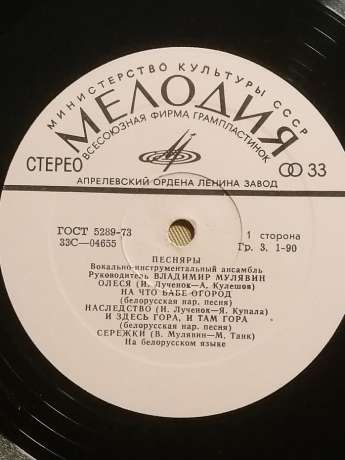 МИНИСТЕРСТВО КУЛЬТУРЫ СССР
МЕЛОДИЯ
ВСЕСОЮЗНАЯ ФИРМА ГРАМПЛАСТИНОК
СТЕРЕО 33
АПРЕЛЕВСКИЙ ОРДЕНА ЛЕНИНА ЗАВОД
ГОСТ 5289-73 1 сторона
33С—04655 Гр. 3. 1-90
ПЕСНЯРЫ
Вокально-инструментальный ансамбль
Руководитель ВЛАДИМИР МУЛЯВИН
ОЛЕСЯ (И. Лученок—А. Кулешов)
НА ЧТО БАБЕ ОГОРОД
(белорусская нар. песня)
НАСЛЕДСТВО (И. Лученок—Я. Купала)
И ЗДЕСЬ ГОРА, И ТАМ ГОРА
(белорусская нар. песня)
СЕРЕЖКИ (В. Мулявин—М. Танк)
На белорусском языке